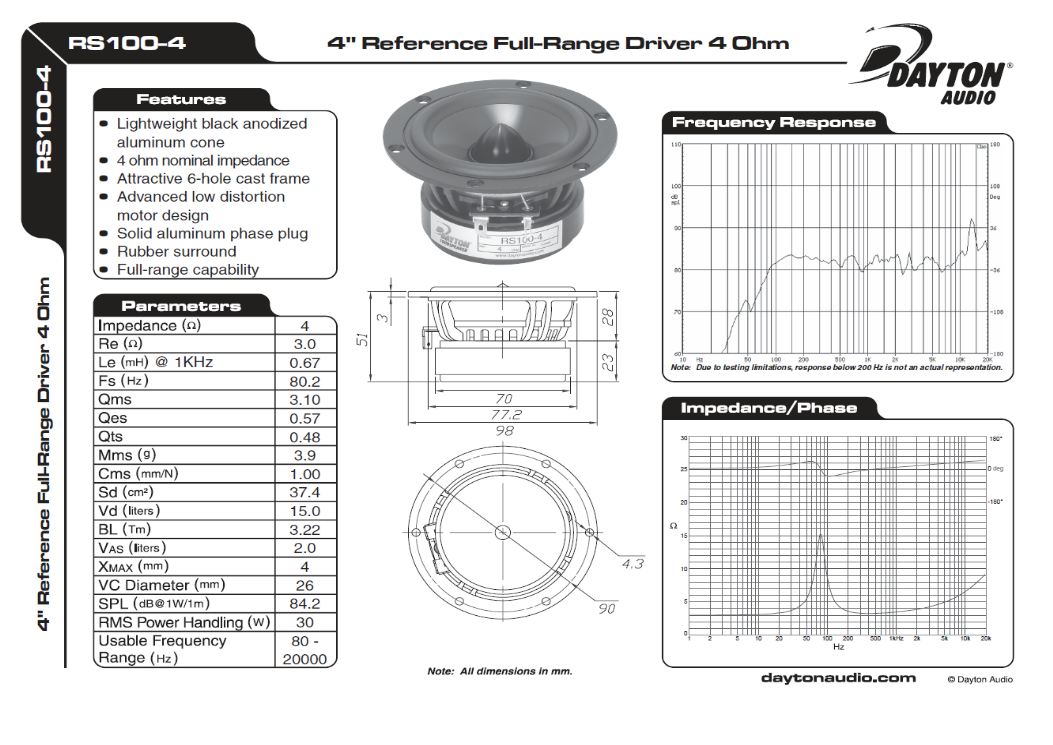 RS100-4
4" Reference Full-Range Driver 4 Ohm
DAYTON®
AUDIO
RS100-4
4" Reference Full-Range Driver 4 Ohm
Features
• Lightweight black anodized
aluminum cone
• 4 ohm nominal impedance
• Attractive 6-hole cast frame
• Advanced low distortion
motor design
• Solid aluminum phase plug
• Rubber surround
• Full-range capability
Parameters
Impedance (Ω) 4
Re (Ω) 3.0
Le (mH) @ 1KHz 0.67
Fs (Hz) 80.2
Qms 3.10
Qes 0.57
Qts 0.48
Mms (g) 3.9
Cms (mm/N) 1.00
Sd (cm²) 37.4
Vd (liters) 15.0
BL (Tm) 3.22
VAS (liters) 2.0
XMAX (mm) 4
VC Diameter (mm) 26
SPL (dB@1W/1m) 84.2
RMS Power Handling (W) 30
Usable Frequency 80 -
Range (Hz) 20000
DAYTON
RS100-4
4
51
3
28
23
70
77.2
98
4.3
90
Note: All dimensions in mm.
Frequency Response
110 180
100 108
dB Deg
spl
90 36
80 -36
70 -108
60 180
10 Hz 50 100 200 500 1K 2K 5K 10K 20K
Note: Due to testing limitations, response below 200 Hz is not an actual representation.
Impedance/Phase
30 180°
25 0 deg
20 -180°
Ω
15
10
5
0
1 2 5 10 20 50 100 200 500 1kHz 2k 5k 10k 20k
Hz
daytonaudio.com
© Dayton Audio